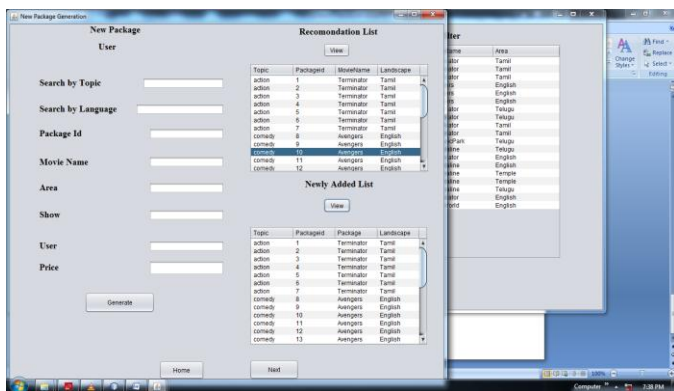 New Package Generation
New Package
User
Search by Topic
Search by Language
Package Id
Movie Name
Area
Show
User
Price
Generate
Home
Next
Recomondation List
View
Topic Packageid MovieName Landscape
action 1 Terminator Tamil
action 2 Terminator Tamil
action 3 Terminator Tamil
action 4 Terminator Tamil
action 5 Terminator Tamil
action 6 Terminator Tamil
action 7 Terminator Tamil
comedy 8 Avengers English
comedy 9 Avengers English
comedy 10 Avengers English
comedy 11 Avengers English
comedy 12 Avengers English
Newly Added List
View
Topic Packageid Package Landscape
action 1 Terminator Tamil
action 2 Terminator Tamil
action 3 Terminator Tamil
action 4 Terminator Tamil
action 5 Terminator Tamil
action 6 Terminator Tamil
action 7 Terminator Tamil
comedy 8 Avengers English
comedy 9 Avengers English
comedy 10 Avengers English
comedy 11 Avengers English
comedy 12 Avengers English
comedy 13 Avengers English
Area
Tamil
Tamil
Tamil
English
English
English
Telugu
Telugu
Tamil
Tamil
Telugu
Telugu
English
English
Temple
Temple
Telugu
English
English
Find
Replace
Select
Editing
Change
Styles
100%
Computer
7:38 PM